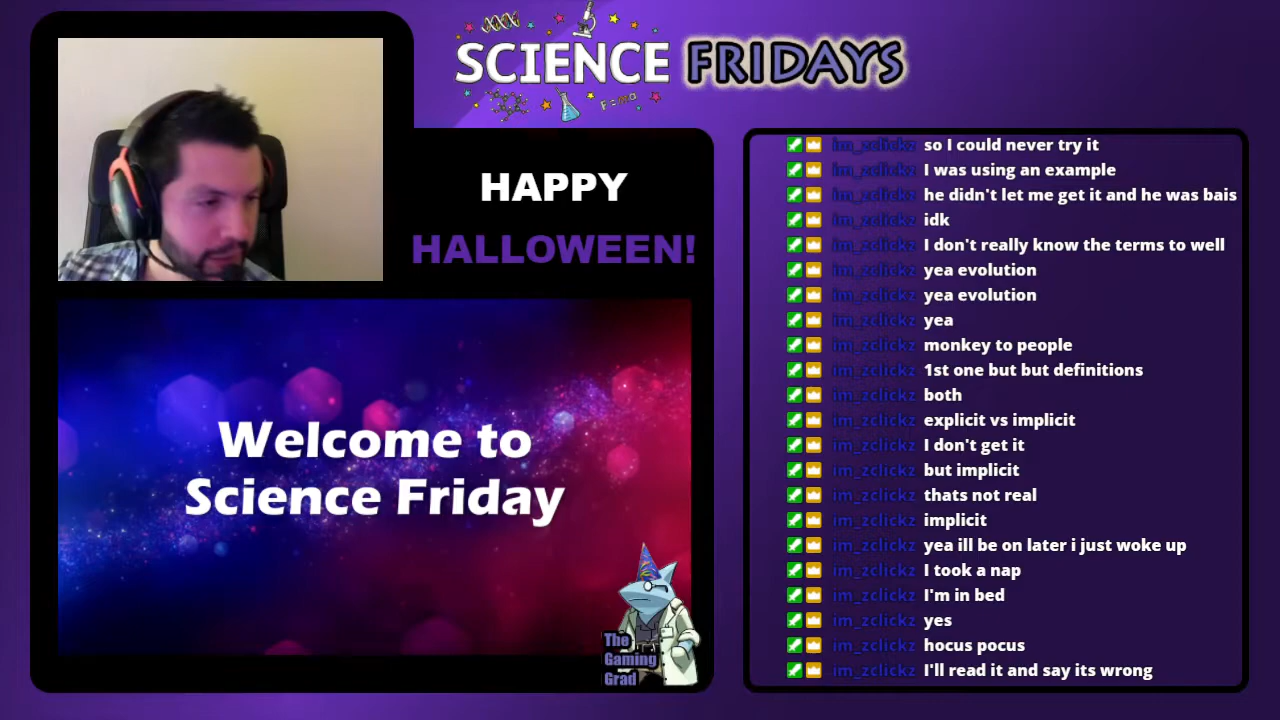 SCIENCE FRIDAYS
F=ma
HAPPY
HALLOWEEN!
Welcome to
Science Friday
The
Gaming
Grad
im_zclickz so I could never try it
im_zclickz I was using an example
im_zclickz he didn't let me get it and he was bais
im_zclickz idk
im_zclickz I don't really know the terms to well
im_zclickz yea evolution
im_zclickz yea evolution
im_zclickz yea
im_zclickz monkey to people
im_zclickz 1st one but but definitions
im_zclickz both
im_zclickz explicit vs implicit
im_zclickz I don't get it
im_zclickz but implicit
im_zclickz thats not real
im_zclickz implicit
im_zclickz yea ill be on later i just woke up
im_zclickz I took a nap
im_zclickz I'm in bed
im_zclickz yes
im_zclickz hocus pocus
im_zclickz I'll read it and say its wrong